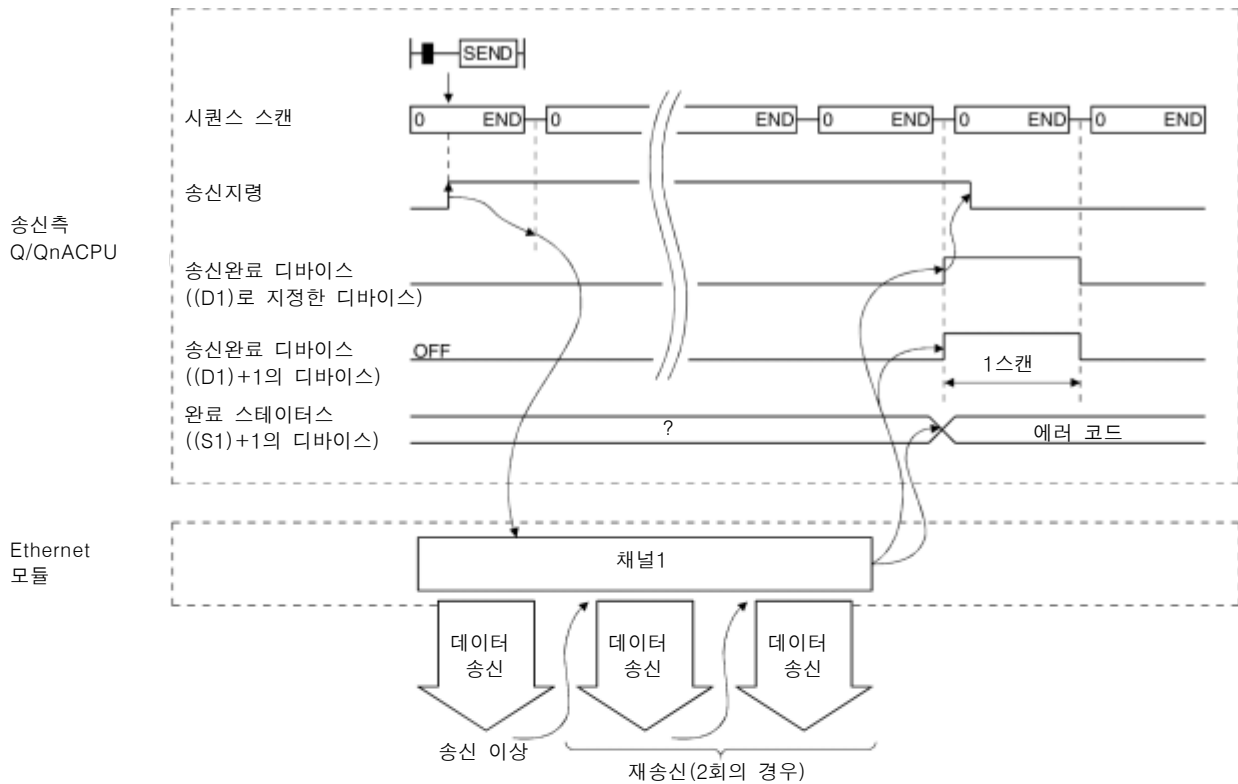 SEND
시퀀스 스캔
0 END 0 END 0 END 0 END 0 END
송신지령
송신측
Q/QnACPU
송신완료 디바이스
((D1)로 지정한 디바이스)
송신완료 디바이스
((D1)+1의 디바이스)
OFF
1스캔
완료 스테이터스
((S1)+1의 디바이스)
?
에러 코드
Ethernet
모듈
채널1
데이터
송신
데이터
송신
데이터
송신
송신 이상
재송신(2회의 경우)